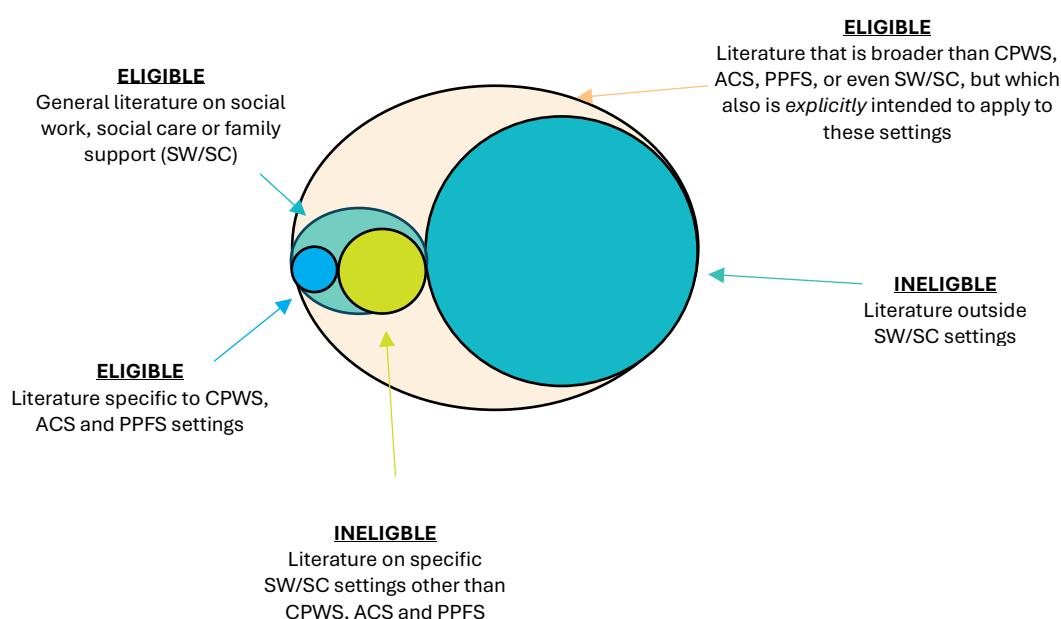 ELIGIBLE
Literature that is broader than CPWS,
ACS, PPFS, or even SW/SC, but which
also is explicitly intended to apply to
these settings
ELIGIBLE
General literature on social
work, social care or family
support (SW/SC)
INELIGBLE
Literature outside
SW/SC settings
ELIGIBLE
Literature specific to CPWS,
ACS and PPFS settings
INELIGBLE
Literature on specific
SW/SC settings other than
CPWS, ACS and PPFS